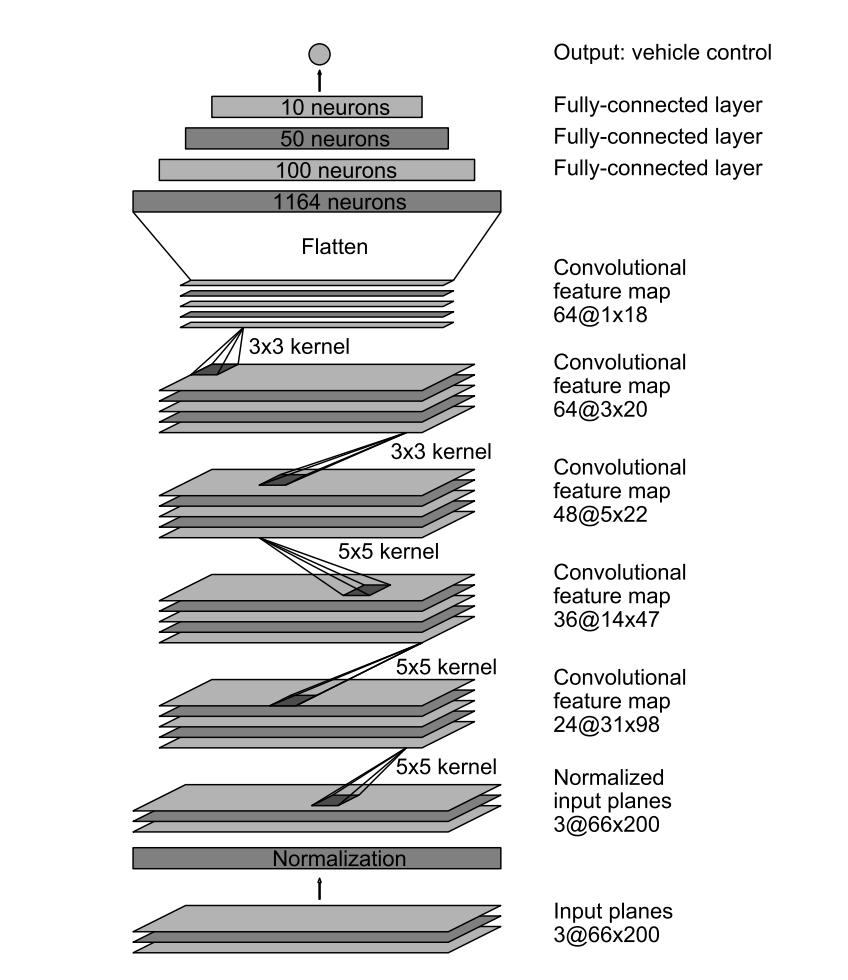 Output: vehicle control
10 neurons
Fully-connected layer
50 neurons
Fully-connected layer
100 neurons
Fully-connected layer
1164 neurons
Flatten
Convolutional
feature map
64@1x18
3x3 kernel
Convolutional
feature map
64@3x20
3x3 kernel
Convolutional
feature map
48@5x22
5x5 kernel
Convolutional
feature map
36@14x47
5x5 kernel
Convolutional
feature map
24@31x98
5x5 kernel
Normalized
input planes
3@66x200
Normalization
Input planes
3@66x200